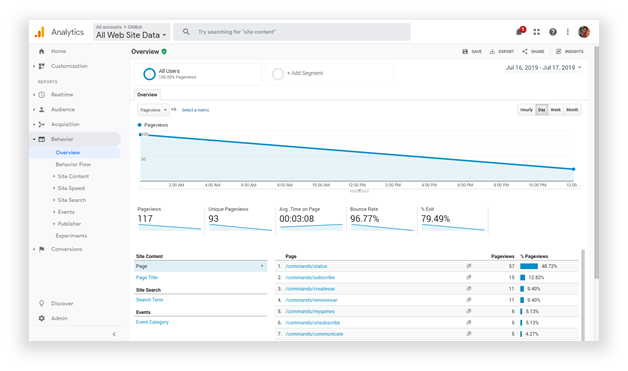 Analytics
All accounts > GMBot
All Web Site Data
Try searching for "site content"
1
Home
Customization
REPORTS
Realtime
Audience
Acquisition
Behavior
Overview
Behavior Flow
Site Content
Site Speed
Site Search
Events
Publisher
Experiments
Conversions
Discover
Admin
Overview
SAVE
EXPORT
SHARE
INSIGHTS
All Users
100.00% Pageviews
+ Add Segment
Jul 16, 2019 - Jul 17, 2019
Overview
Pageviews
VS.
Select a metric
Hourly
Day
Week
Month
Pageviews
100
50
2:00 AM 4:00 AM 6:00 AM 8:00 AM 10:00 AM 12:00 PM 2:00 PM 4:00 PM 6:00 PM 8:00 PM 10:00 PM 12:00...
Pageviews
117
Unique Pageviews
93
Avg. Time on Page
00:03:08
Bounce Rate
96.77%
% Exit
79.49%
Site Content
Page
Page Title
Site Search
Search Term
Events
Event Category
Page Pageviews % Pageviews
1. /commands/status 57 48.72%
2. /commands/subscribe 15 12.82%
3. /commands/createwar 11 9.40%
4. /commands/removewar 11 9.40%
5. /commands/mygames 6 5.13%
6. /commands/unsubscribe 6 5.13%
7. /commands/communicate 5 4.27%